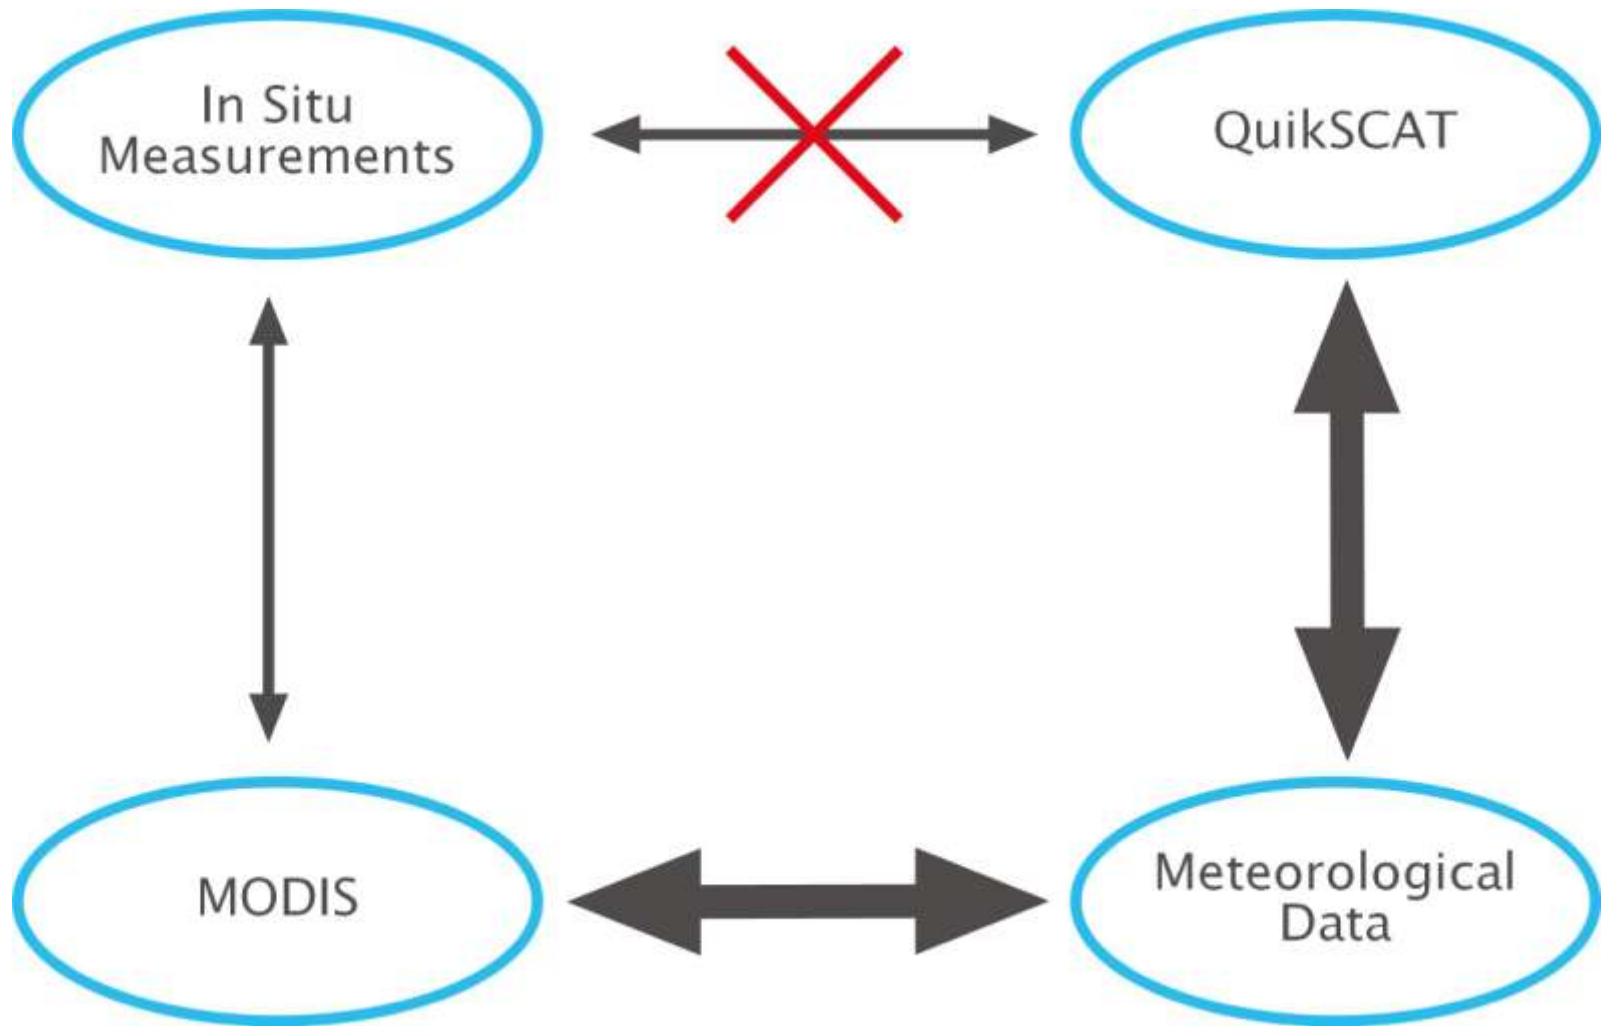 In Situ
Measurements
QuikSCAT
MODIS
Meteorological
Data